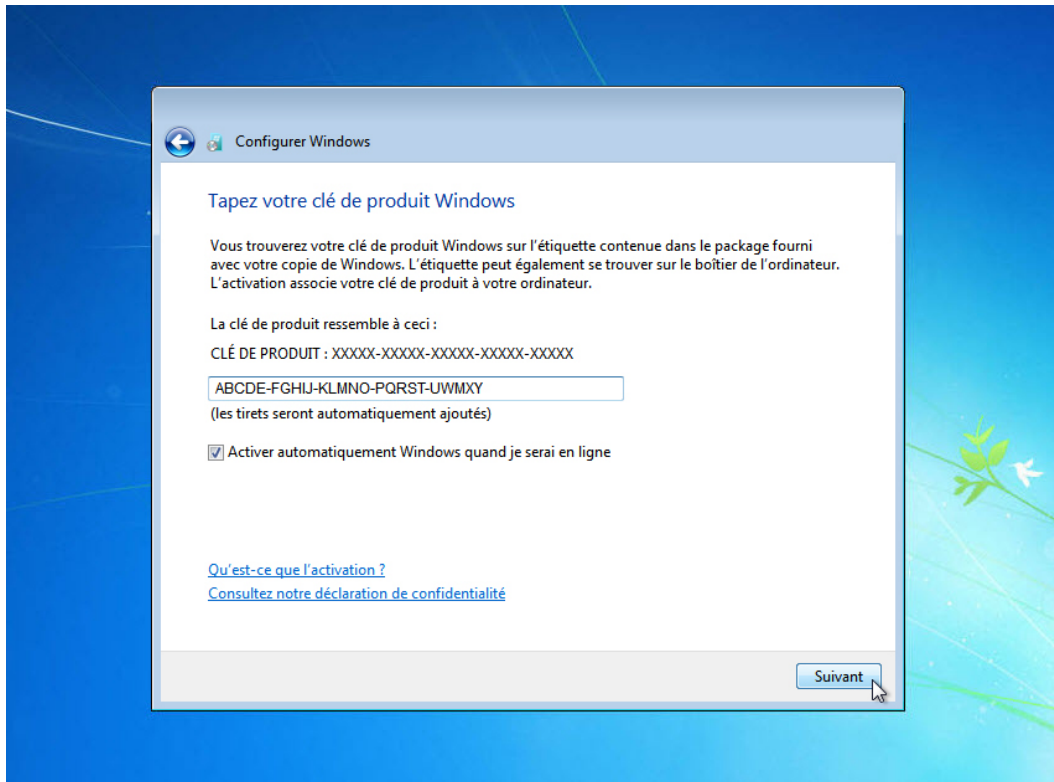 Configurer Windows
Tapez votre clé de produit Windows
Vous trouverez votre clé de produit Windows sur l'étiquette contenue dans le package fourni
avec votre copie de Windows. L'étiquette peut également se trouver sur le boîtier de l'ordinateur.
L'activation associe votre clé de produit à votre ordinateur.
La clé de produit ressemble à ceci :
CLÉ DE PRODUIT : XXXXX-XXXXX-XXXXX-XXXXX-XXXXX
ABCDE-FGHIJ-KLMNO-PQRST-UWMXY
(les tirets seront automatiquement ajoutés)
Activer automatiquement Windows quand je serai en ligne
Qu'est-ce que l'activation ?
Consultez notre déclaration de confidentialité
Suivant